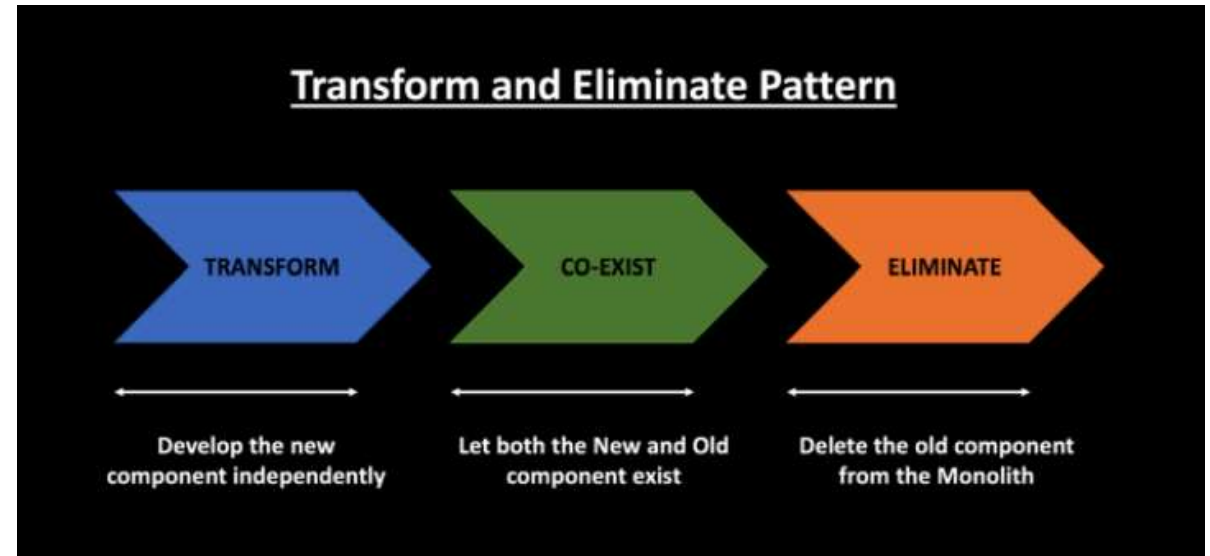 Transform and Eliminate Pattern
TRANSFORM
CO-EXIST
ELIMINATE
Develop the new
component independently
Let both the New and Old
component exist
Delete the old component
from the Monolith